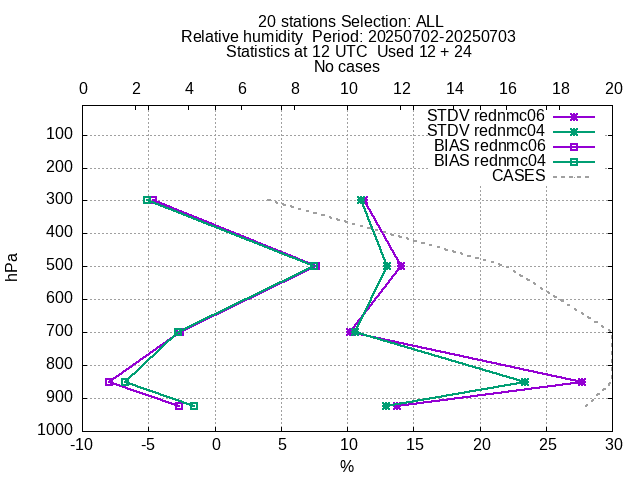 20 stations Selection: ALL
Relative humidity  Period: 20250702-20250703
Statistics at 12 UTC  Used 12 + 24
No cases
0 2 4 6 8 10 12 14 16 18 20
STDV rednmc06
STDV rednmc04
BIAS rednmc06
BIAS rednmc04
CASES
100
200
300
400
500
600
700
800
900
1000
hPa
-10 -5 0 5 10 15 20 25 30
%